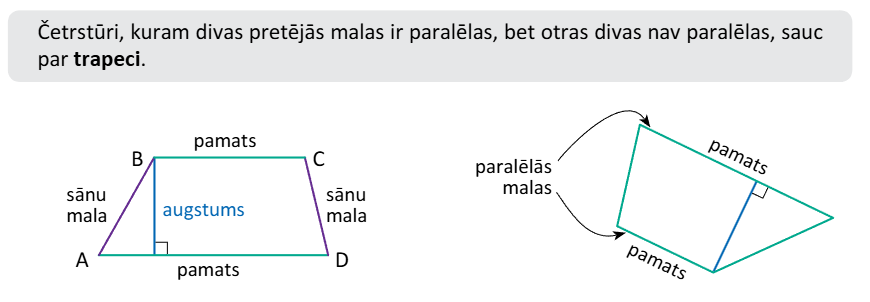 Četrstūri, kuram divas pretējās malas ir paralēlas, bet otras divas nav paralēlas, sauc
par trapeci.
pamats
B
C
sānu
mala
augstums
sānu
mala
A
pamats
D
pamats
paralēlās
malas
pamats